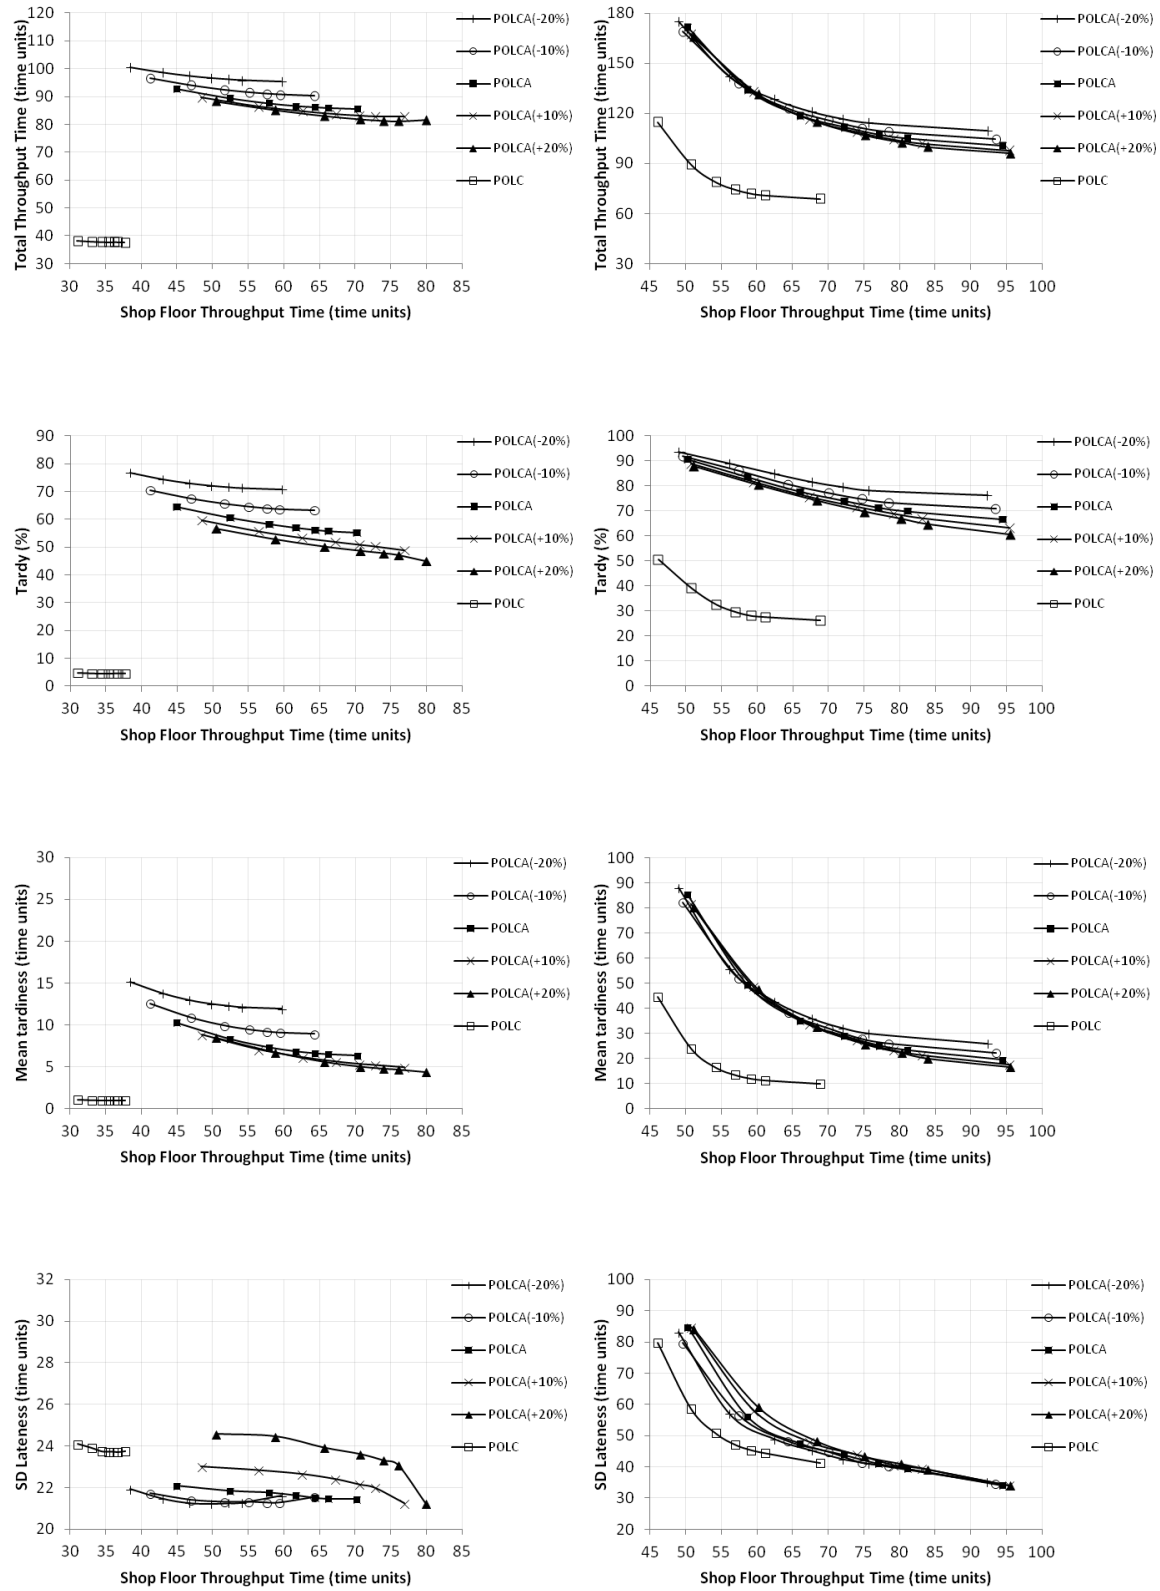 Total Throughput Time (time units)
120
110
100
90
80
70
60
50
40
30
30 35 40 45 50 55 60 65 70 75 80 85
Shop Floor Throughput Time (time units)
POLCA(-20%)
POLCA(-10%)
POLCA
POLCA(+10%)
POLCA(+20%)
POLC
Total Throughput Time (time units)
180
150
120
90
60
30
45 50 55 60 65 70 75 80 85 90 95 100
Shop Floor Throughput Time (time units)
POLCA(-20%)
POLCA(-10%)
POLCA
POLCA(+10%)
POLCA(+20%)
POLC
Tardy (%)
90
80
70
60
50
40
30
20
10
0
30 35 40 45 50 55 60 65 70 75 80 85
Shop Floor Throughput Time (time units)
POLCA(-20%)
POLCA(-10%)
POLCA
POLCA(+10%)
POLCA(+20%)
POLC
Tardy (%)
100
90
80
70
60
50
40
30
20
10
0
45 50 55 60 65 70 75 80 85 90 95 100
Shop Floor Throughput Time (time units)
POLCA(-20%)
POLCA(-10%)
POLCA
POLCA(+10%)
POLCA(+20%)
POLC
Mean tardiness (time units)
30
25
20
15
10
5
0
30 35 40 45 50 55 60 65 70 75 80 85
Shop Floor Throughput Time (time units)
POLCA(-20%)
POLCA(-10%)
POLCA
POLCA(+10%)
POLCA(+20%)
POLC
Mean tardiness (time units)
100
90
80
70
60
50
40
30
20
10
0
45 50 55 60 65 70 75 80 85 90 95 100
Shop Floor Throughput Time (time units)
POLCA(-20%)
POLCA(-10%)
POLCA
POLCA(+10%)
POLCA(+20%)
POLC
SD Lateness (time units)
32
30
28
26
24
22
20
30 35 40 45 50 55 60 65 70 75 80 85
Shop Floor Throughput Time (time units)
POLCA(-20%)
POLCA(-10%)
POLCA
POLCA(+10%)
POLCA(+20%)
POLC
SD Lateness (time units)
100
90
80
70
60
50
40
30
20
45 50 55 60 65 70 75 80 85 90 95 100
Shop Floor Throughput Time (time units)
POLCA(-20%)
POLCA(-10%)
POLCA
POLCA(+10%)
POLCA(+20%)
POLC